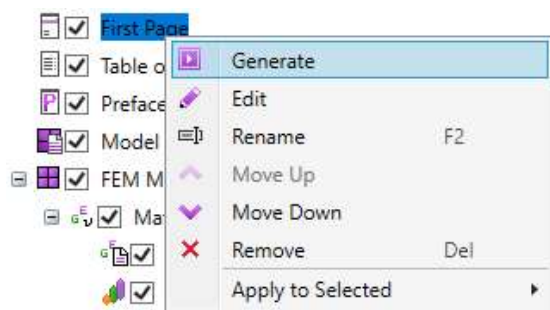 First Page
Table o
Preface
Model
FEM M
Ma
Generate
Edit
Rename F2
Move Up
Move Down
Remove Del
Apply to Selected